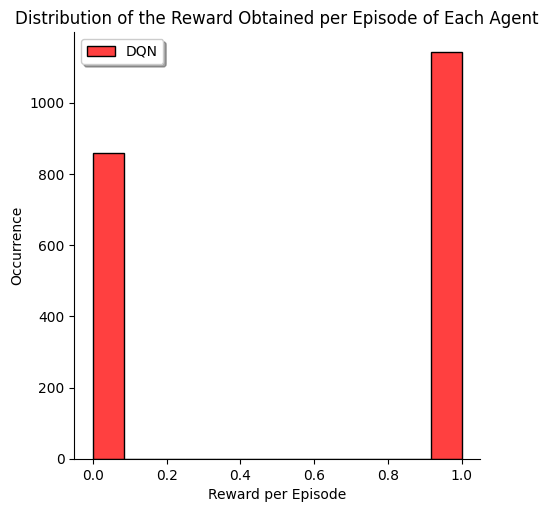 Distribution of the Reward Obtained per Episode of Each Agent
DQN
1000
800
600
400
200
0
Occurrence
0.0 0.2 0.4 0.6 0.8 1.0
Reward per Episode